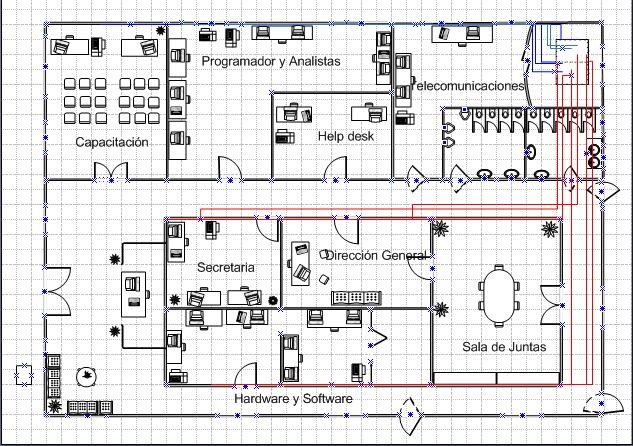 Programador y Analistas
Telecomunicaciones
Capacitación
Help desk
Secretaria
Dirección General
Sala de Juntas
Hardware y Software